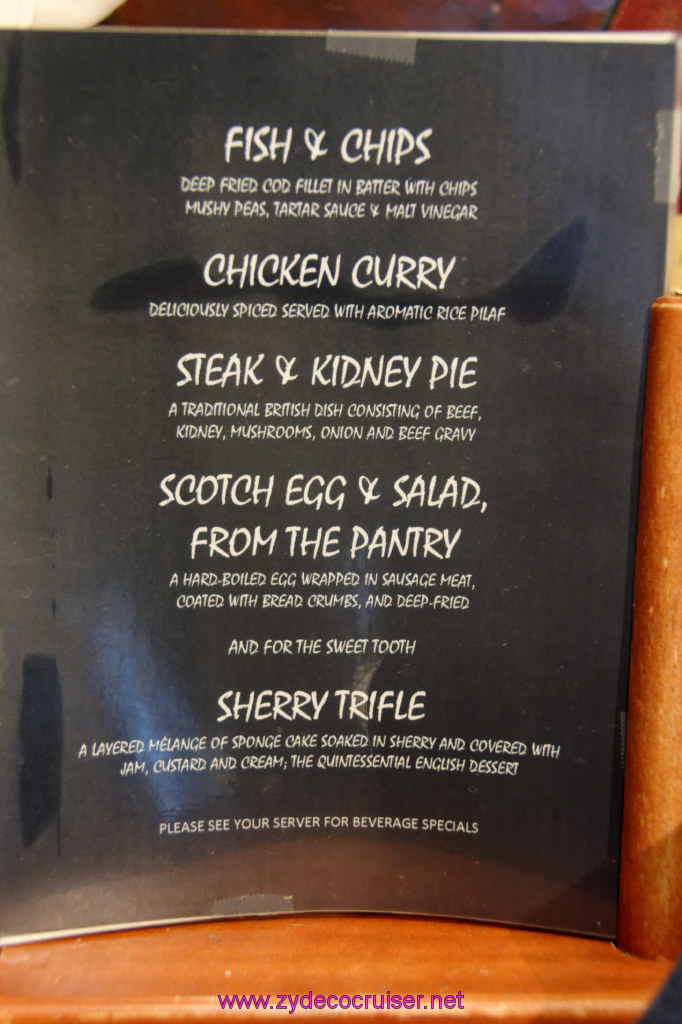 FISH & CHIPS
DEEP FRIED COD FILLET IN BATTER WITH CHIPS
MUSHY PEAS, TARTAR SAUCE & MALT VINEGAR
CHICKEN CURRY
DELICIOUSLY SPICED SERVED WITH AROMATIC RICE PILAF
STEAK & KIDNEY PIE
A TRADITIONAL BRITISH DISH CONSISTING OF BEEF,
KIDNEY, MUSHROOMS, ONION AND BEEF GRAVY
SCOTCH EGG & SALAD,
FROM THE PANTRY
A HARD-BOILED EGG WRAPPED IN SAUSAGE MEAT,
COATED WITH BREAD CRUMBS, AND DEEP-FRIED
AND FOR THE SWEET TOOTH
SHERRY TRIFLE
A LAYERED MÉLANGE OF SPONGE CAKE SOAKED IN SHERRY AND COVERED WITH
JAM, CUSTARD AND CREAM; THE QUINTESSENTIAL ENGLISH DESSERT
PLEASE SEE YOUR SERVER FOR BEVERAGE SPECIALS
www.zydecocruiser.net